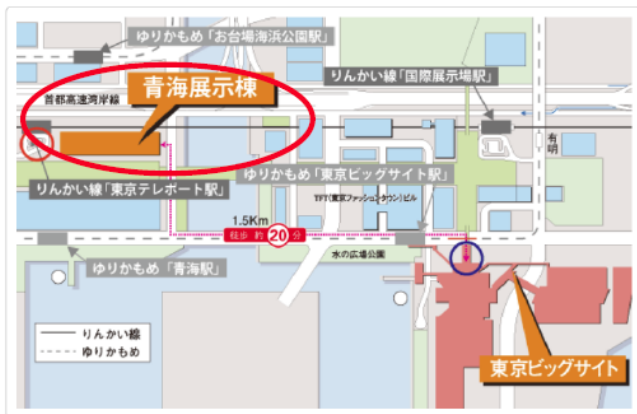 ゆりかもめ「お台場海浜公園駅」
青海展示棟
りんかい線「国際展示場駅」
首都高速湾岸線
有明
ゆりかもめ「東京ビッグサイト駅」
りんかい線「東京テレポート駅」
TFT(東京ファッションタウン)ビル
1.5Km
徒歩 約 20 分
水の広場公園
ゆりかもめ「青海駅」
りんかい線
ゆりかもめ
東京ビッグサイト